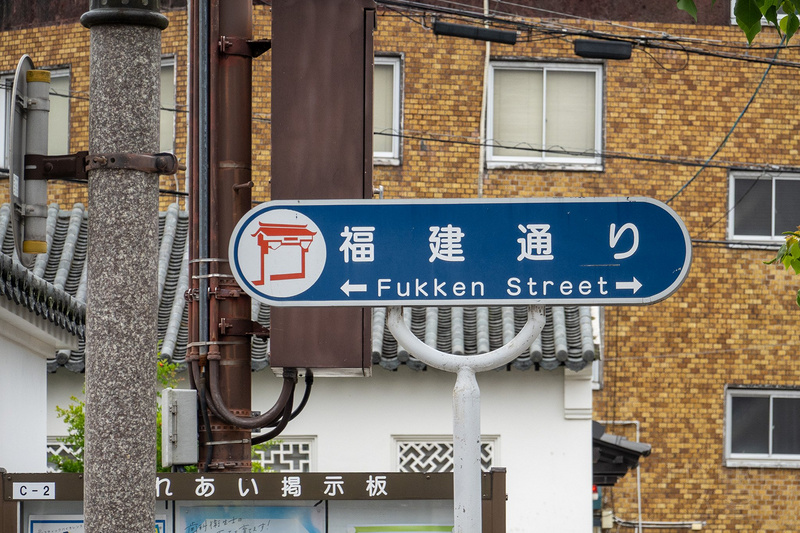 福建通り
← Fukken Street →
C-2
れあい掲示板